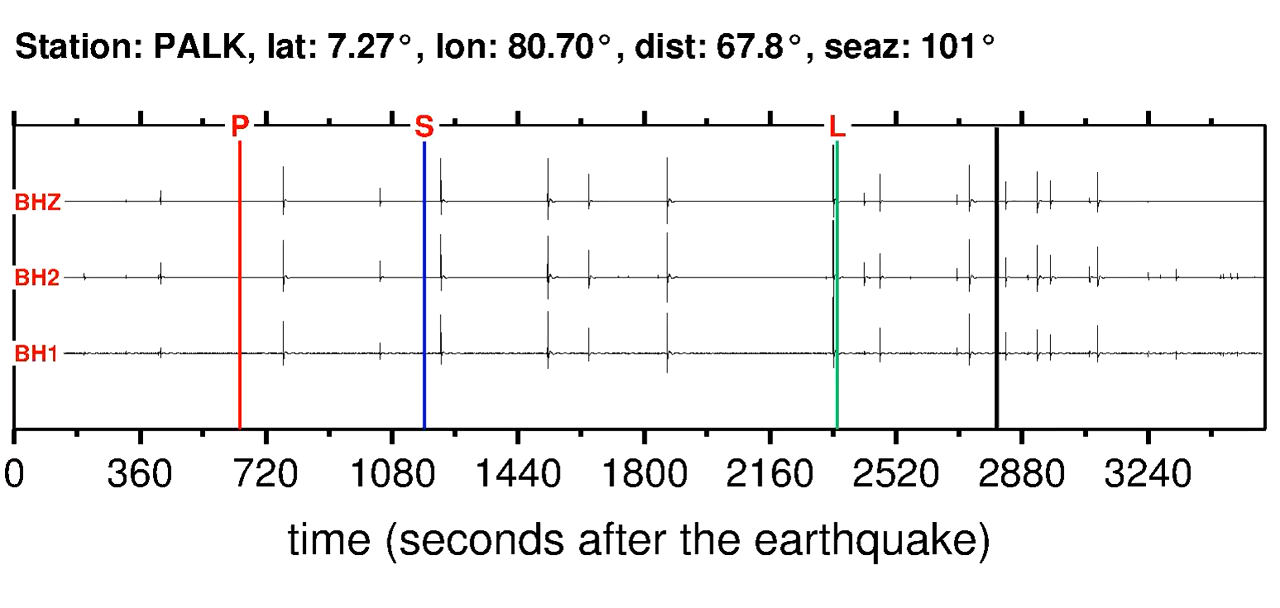 Station: PALK, lat: 7.27°, lon: 80.70°, dist: 67.8°, seaz: 101°
P S L
BHZ
BH2
BH1
0 360 720 1080 1440 1800 2160 2520 2880 3240
time (seconds after the earthquake)